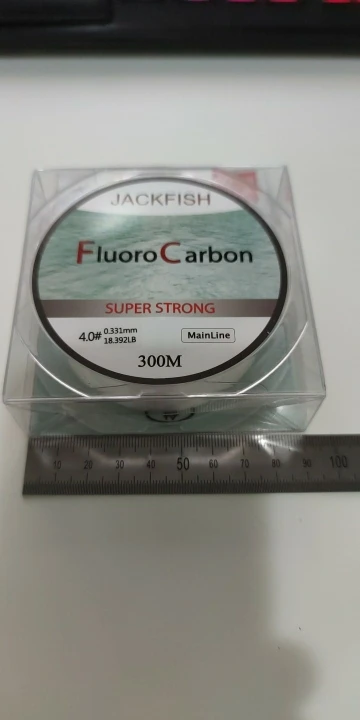 JACKFISH
FluoroCarbon
SUPER STRONG
4.0# 0.331mm
18.392LB
MainLine
300M
10 20 30 40 50 60 70 80 90 100